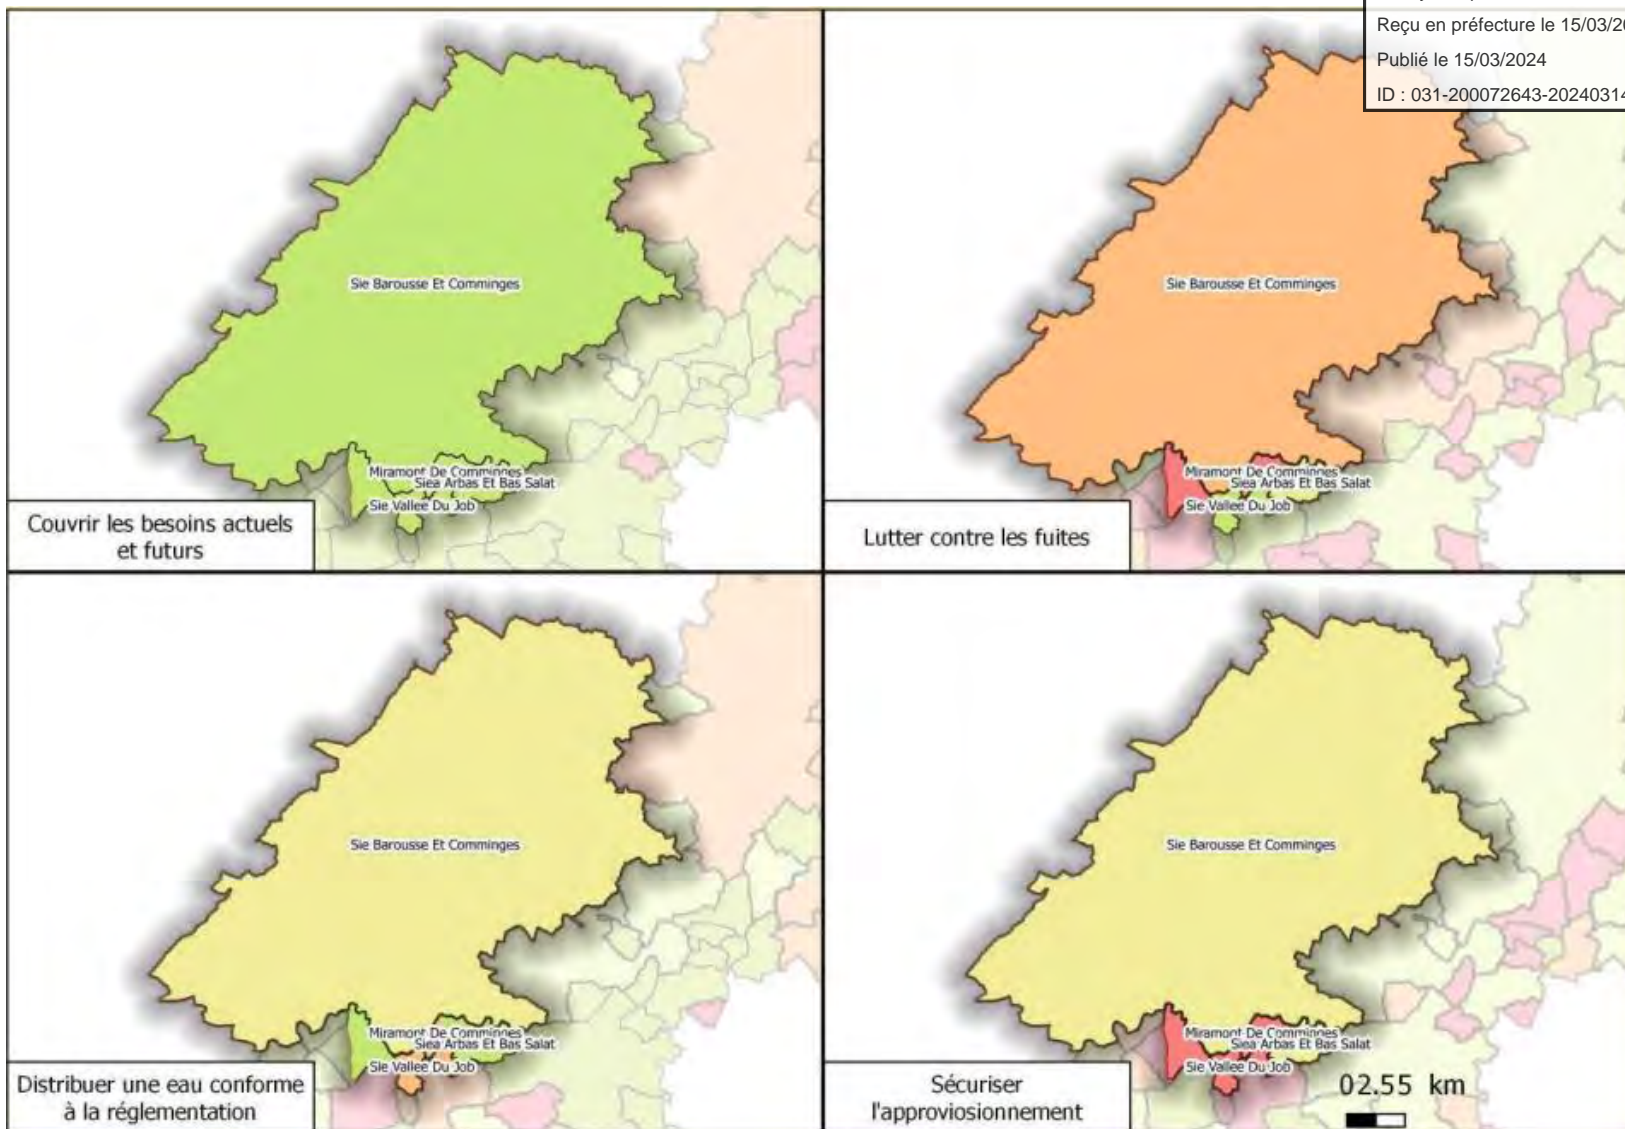 Reçu en préfecture le 15/03/20
Publié le 15/03/2024
ID : 031-200072643-20240314
Sie Barousse Et Comminges
Miramont De Comminges
Siea Arbas Et Bas Salat
Sie Vallee Du Job
Couvrir les besoins actuels
et futurs
Sie Barousse Et Comminges
Miramont De Comminges
Siea Arbas Et Bas Salat
Sie Vallee Du Job
Lutter contre les fuites
Sie Barousse Et Comminges
Miramont De Comminges
Siea Arbas Et Bas Salat
Sie Vallee Du Job
Distribuer une eau conforme
à la réglementation
Sie Barousse Et Comminges
Miramont De Comminges
Siea Arbas Et Bas Salat
Sie Vallee Du Job
Sécuriser
l'approviosionnement
02.55 km